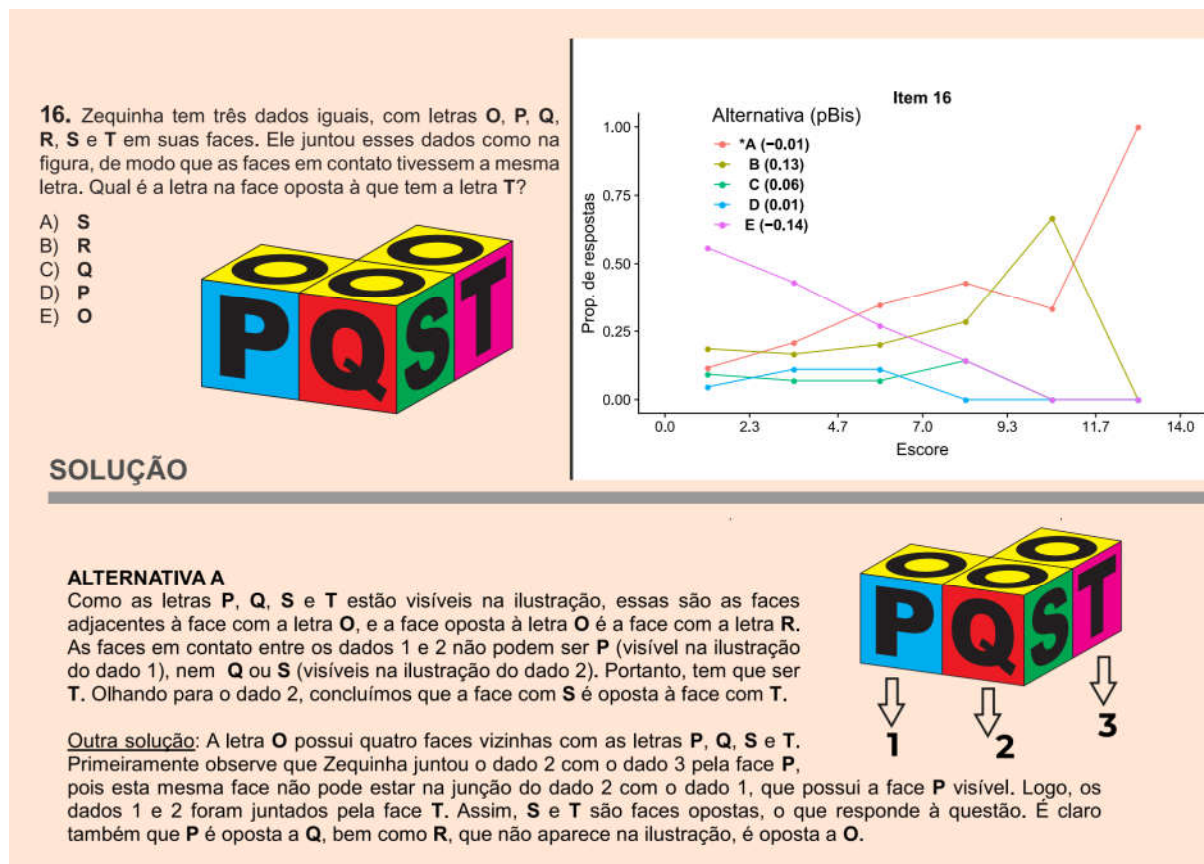 16. Zequinha tem três dados iguais, com letras O, P, Q,
R, S e T em suas faces. Ele juntou esses dados como na
figura, de modo que as faces em contato tivessem a mesma
letra. Qual é a letra na face oposta à que tem a letra T?
A) S
B) R
C) Q
D) P
E) O
O
O O
P Q S T
Item 16
Alternativa (pBis)
*A (−0.01)
B (0.13)
C (0.06)
D (0.01)
E (−0.14)
Prop. de respostas
1.00
0.75
0.50
0.25
0.00
0.0 2.3 4.7 7.0 9.3 11.7 14.0
Escore
SOLUÇÃO
ALTERNATIVA A
Como as letras P, Q, S e T estão visíveis na ilustração, essas são as faces
adjacentes à face com a letra O, e a face oposta à letra O é a face com a letra R.
As faces em contato entre os dados 1 e 2 não podem ser P (visível na ilustração
do dado 1), nem Q ou S (visíveis na ilustração do dado 2). Portanto, tem que ser
T. Olhando para o dado 2, concluímos que a face com S é oposta à face com T.
O
O O
P Q S T
1 2 3
Outra solução: A letra O possui quatro faces vizinhas com as letras P, Q, S e T.
Primeiramente observe que Zequinha juntou o dado 2 com o dado 3 pela face P,
pois esta mesma face não pode estar na junção do dado 2 com o dado 1, que possui a face P visível. Logo, os
dados 1 e 2 foram juntados pela face T. Assim, S e T são faces opostas, o que responde à questão. É claro
também que P é oposta a Q, bem como R, que não aparece na ilustração, é oposta a O.